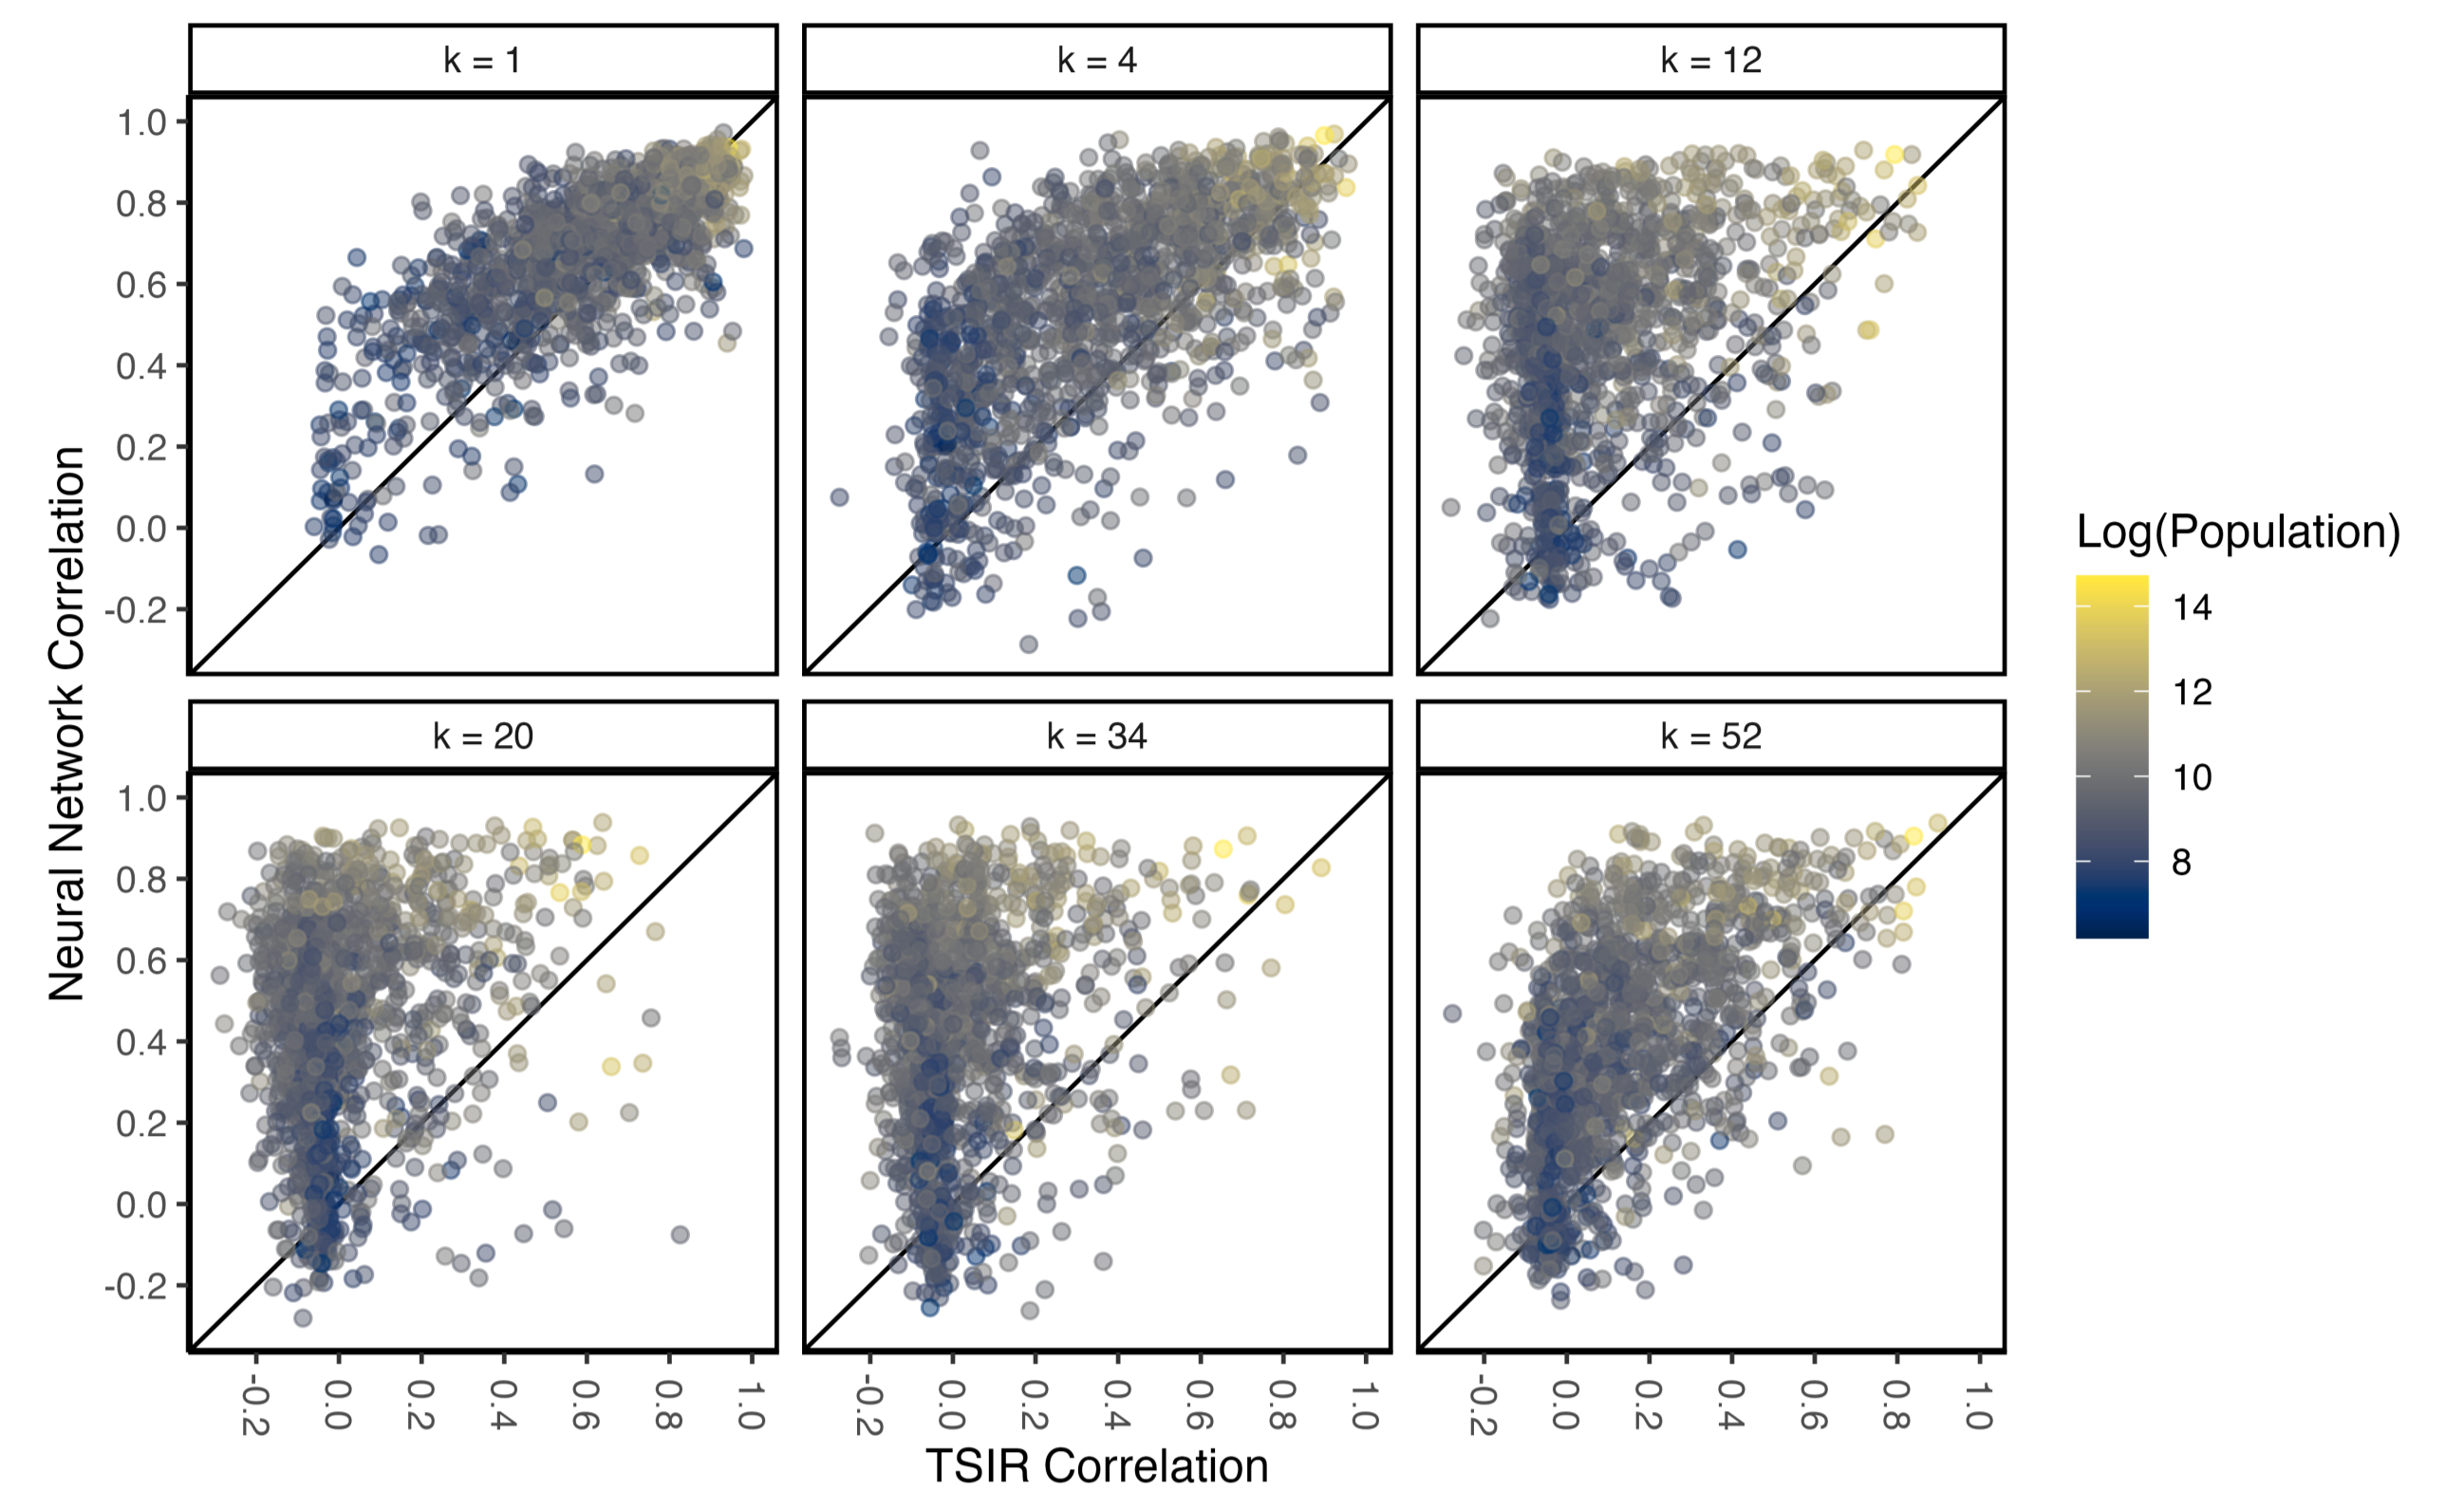 k = 1
k = 4
k = 12
1.0
0.8
0.6
0.4
0.2
0.0
-0.2
k = 20
k = 34
k = 52
1.0
0.8
0.6
0.4
0.2
0.0
-0.2
Neural Network Correlation
-0.2 0.0 0.2 0.4 0.6 0.8 1.0
-0.2 0.0 0.2 0.4 0.6 0.8 1.0
-0.2 0.0 0.2 0.4 0.6 0.8 1.0
TSIR Correlation
Log(Population)
14
12
10
8